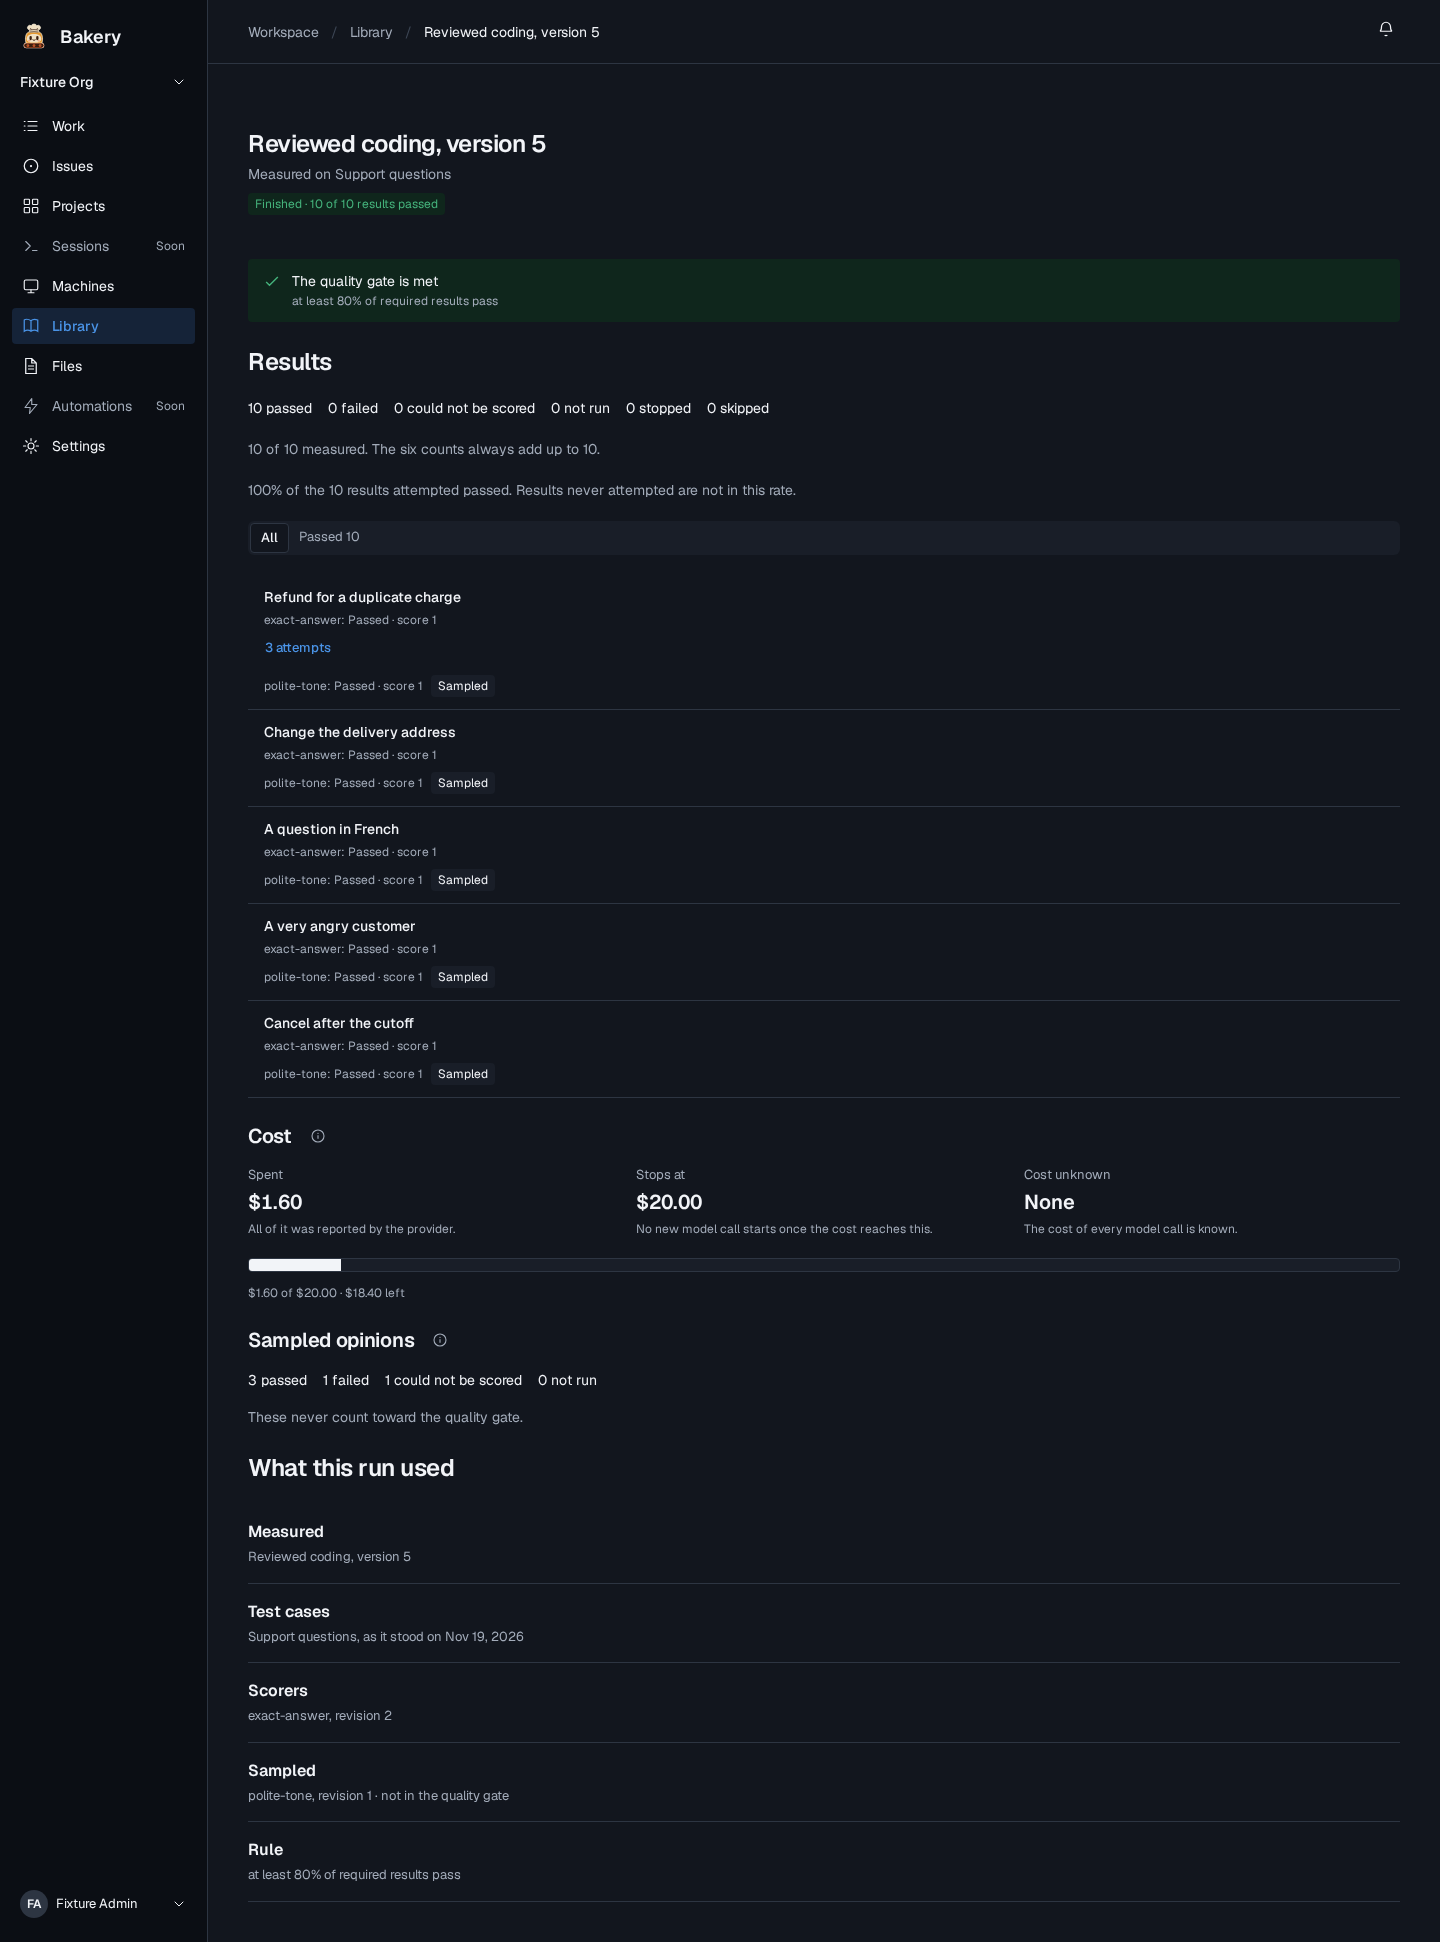 Bakery
Fixture Org
Work
Issues
Projects
Sessions Soon
Machines
Library
Files
Automations Soon
Settings
FA Fixture Admin
Workspace / Library / Reviewed coding, version 5
Reviewed coding, version 5
Measured on Support questions
Finished · 10 of 10 results passed
The quality gate is met
at least 80% of required results pass
Results
10 passed 0 failed 0 could not be scored 0 not run 0 stopped 0 skipped
10 of 10 measured. The six counts always add up to 10.
100% of the 10 results attempted passed. Results never attempted are not in this rate.
All Passed 10
Refund for a duplicate charge
exact-answer: Passed · score 1
3 attempts
polite-tone: Passed · score 1 Sampled
Change the delivery address
exact-answer: Passed · score 1
polite-tone: Passed · score 1 Sampled
A question in French
exact-answer: Passed · score 1
polite-tone: Passed · score 1 Sampled
A very angry customer
exact-answer: Passed · score 1
polite-tone: Passed · score 1 Sampled
Cancel after the cutoff
exact-answer: Passed · score 1
polite-tone: Passed · score 1 Sampled
Cost
Spent
$1.60
All of it was reported by the provider.
Stops at
$20.00
No new model call starts once the cost reaches this.
Cost unknown
None
The cost of every model call is known.
$1.60 of $20.00 · $18.40 left
Sampled opinions
3 passed 1 failed 1 could not be scored 0 not run
These never count toward the quality gate.
What this run used
Measured
Reviewed coding, version 5
Test cases
Support questions, as it stood on Nov 19, 2026
Scorers
exact-answer, revision 2
Sampled
polite-tone, revision 1 · not in the quality gate
Rule
at least 80% of required results pass